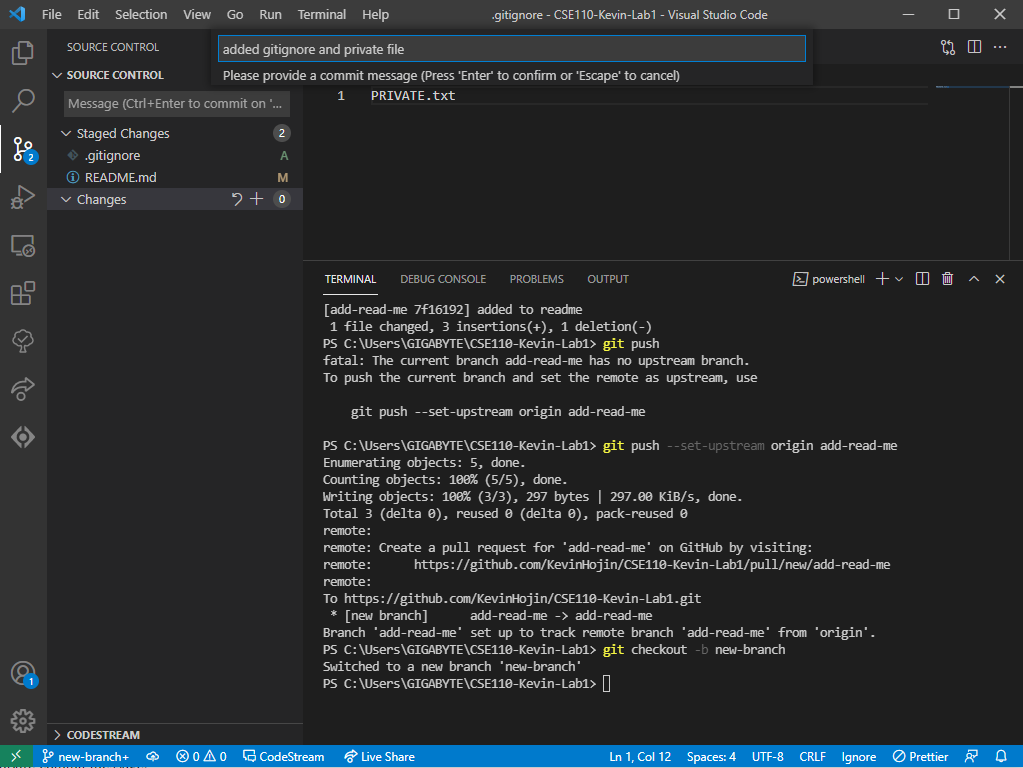 File Edit Selection View Go Run Terminal Help .gitignore - CSE110-Kevin-Lab1 - Visual Studio Code
SOURCE CONTROL
added gitignore and private file
SOURCE CONTROL
Please provide a commit message (Press 'Enter' to confirm or 'Escape' to cancel)
Message (Ctrl+Enter to commit on '...
1 PRIVATE.txt
Staged Changes 2
.gitignore A
2
README.md M
Changes 0
TERMINAL DEBUG CONSOLE PROBLEMS OUTPUT powershell
[add-read-me 7f16192] added to readme
1 file changed, 3 insertions(+), 1 deletion(-)
PS C:\Users\GIGABYTE\CSE110-Kevin-Lab1> git push
fatal: The current branch add-read-me has no upstream branch.
To push the current branch and set the remote as upstream, use
git push --set-upstream origin add-read-me
PS C:\Users\GIGABYTE\CSE110-Kevin-Lab1> git push --set-upstream origin add-read-me
Enumerating objects: 5, done.
Counting objects: 100% (5/5), done.
Writing objects: 100% (3/3), 297 bytes | 297.00 KiB/s, done.
Total 3 (delta 0), reused 0 (delta 0), pack-reused 0
remote:
remote: Create a pull request for 'add-read-me' on GitHub by visiting:
remote: https://github.com/KevinHojin/CSE110-Kevin-Lab1/pull/new/add-read-me
remote:
To https://github.com/KevinHojin/CSE110-Kevin-Lab1.git
* [new branch] add-read-me -> add-read-me
Branch 'add-read-me' set up to track remote branch 'add-read-me' from 'origin'.
PS C:\Users\GIGABYTE\CSE110-Kevin-Lab1> git checkout -b new-branch
Switched to a new branch 'new-branch'
PS C:\Users\GIGABYTE\CSE110-Kevin-Lab1>
1
CODESTREAM
new-branch+ 0 0 CodeStream Live Share Ln 1, Col 12 Spaces: 4 UTF-8 CRLF Ignore Prettier